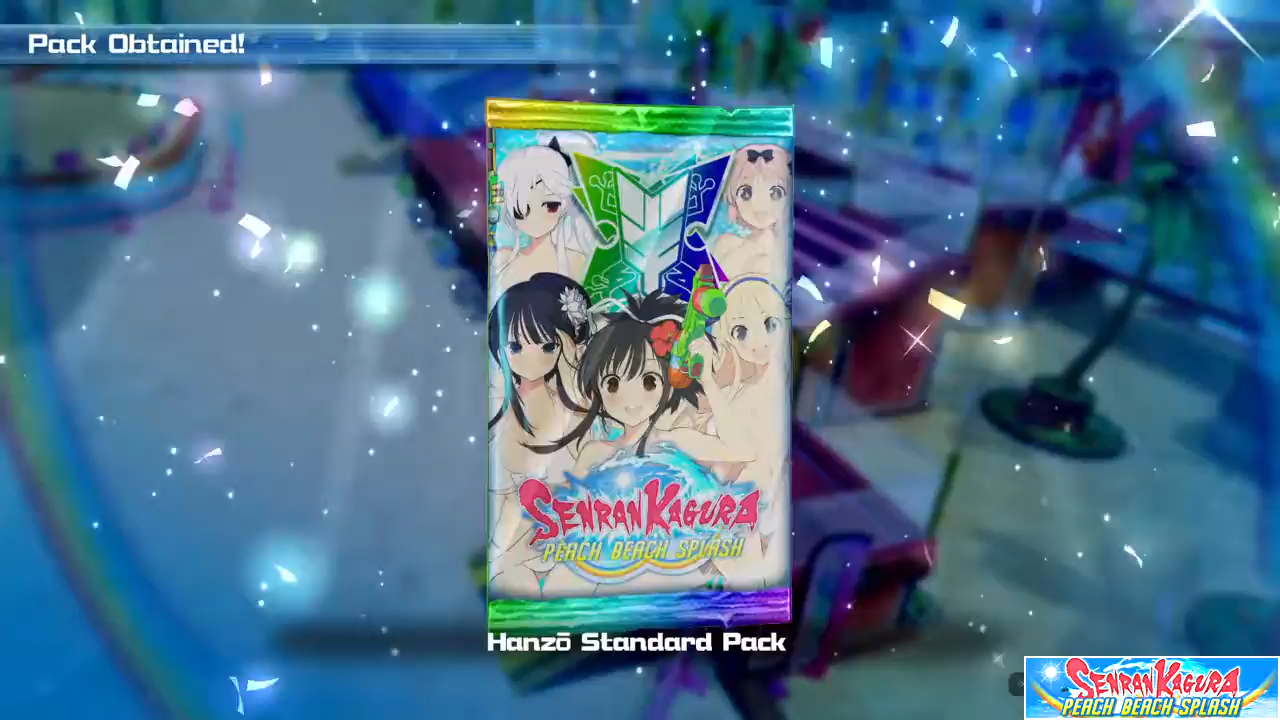 Pack Obtained!
SENRAN KAGURA
PEACH BEACH SPLASH
Hanzō Standard Pack
SENRAN KAGURA
PEACH BEACH SPLASH